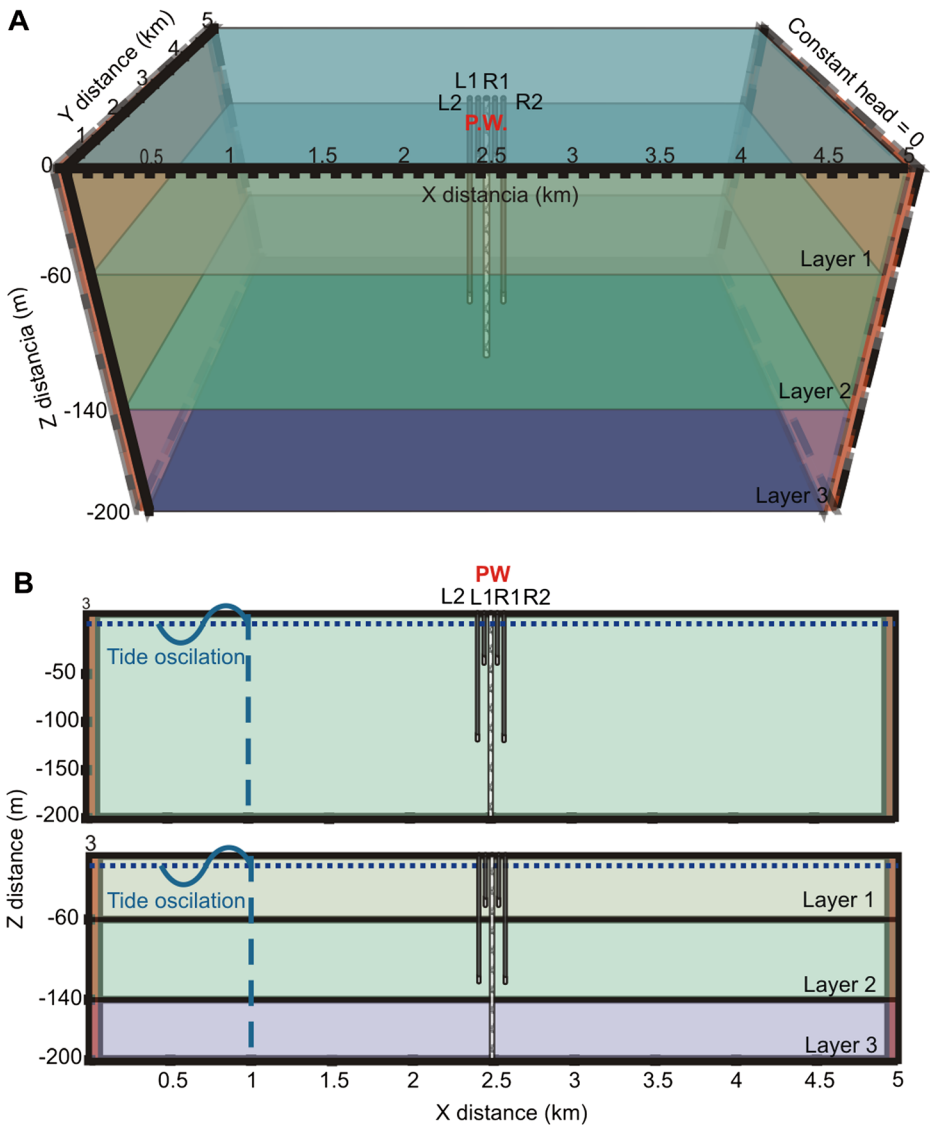 A
Y distance (km)
5
4
3
2
1
0
Constant head = 0
L1 R1
L2 R2
P.W.
0.5 1 1.5 2 2.5 3 3.5 4 4.5 5
X distancia (km)
Z distancia (m)
-60
-140
-200
Layer 1
Layer 2
Layer 3
B
PW
L2 L1R1R2
3
Tide oscilation
-50
-100
-150
-200
Z distance (m)
3
Tide oscilation
Layer 1
-60
Layer 2
-140
Layer 3
-200
0.5 1 1.5 2 2.5 3 3.5 4 4.5 5
X distance (km)